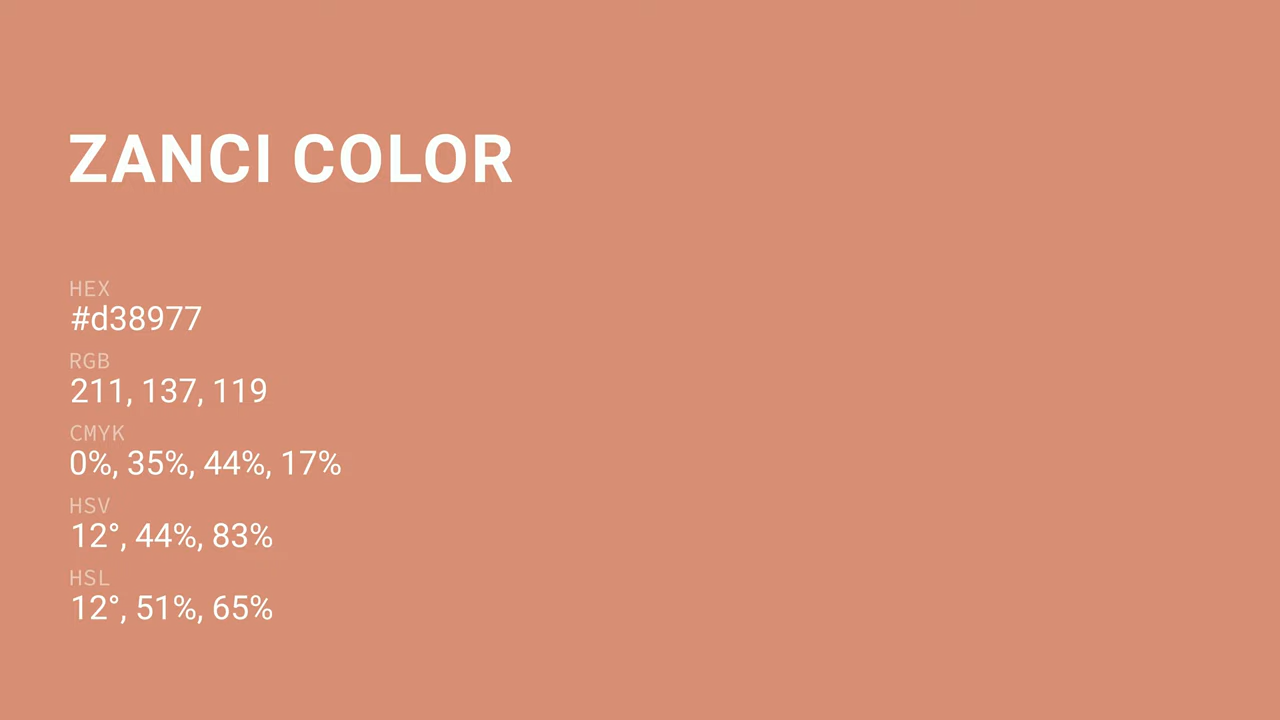 ZANCI COLOR
HEX
#d38977
RGB
211, 137, 119
CMYK
0%, 35%, 44%, 17%
HSV
12°, 44%, 83%
HSL
12°, 51%, 65%